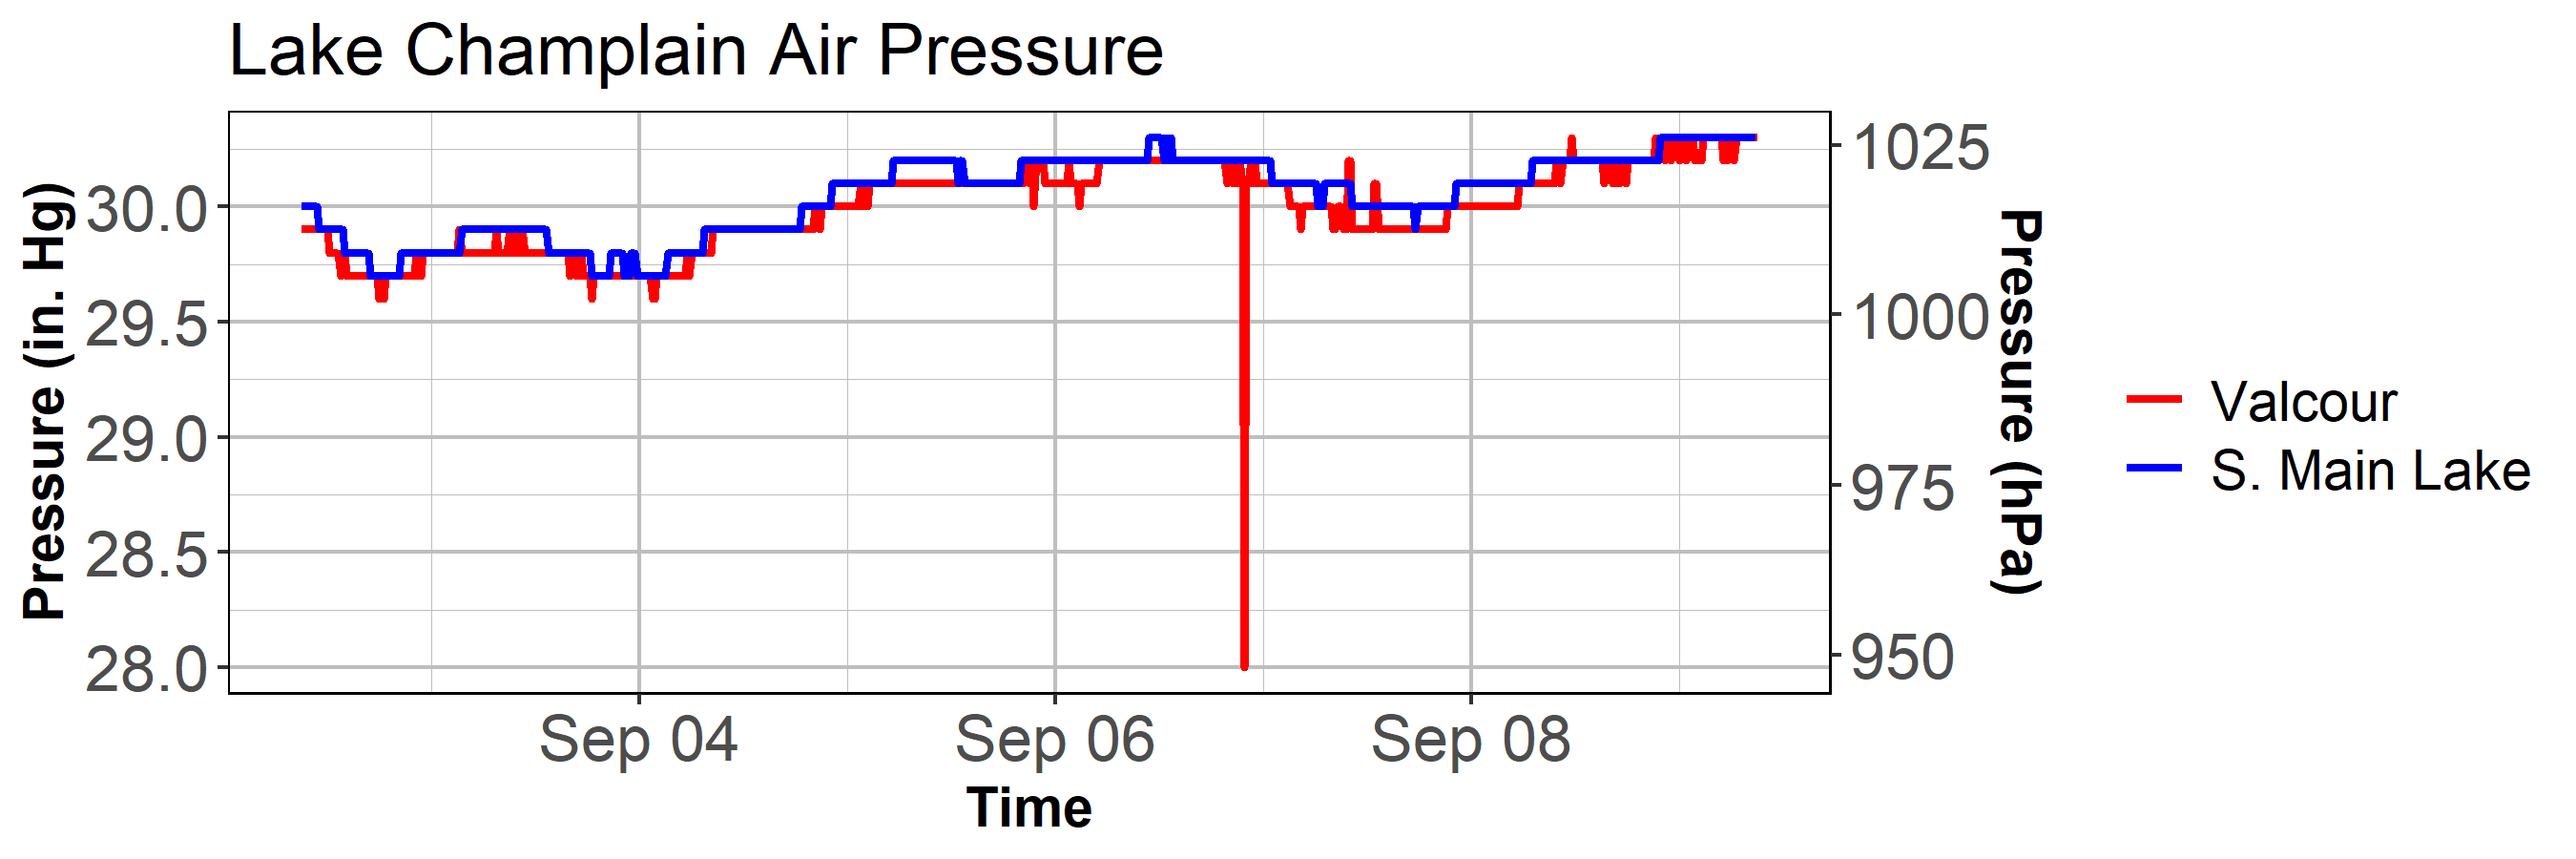 Lake Champlain Air Pressure
Pressure (in. Hg)
30.0
29.5
29.0
28.5
28.0
1025
1000
975
950
Pressure (hPa)
Valcour
S. Main Lake
Sep 04
Sep 06
Sep 08
Time